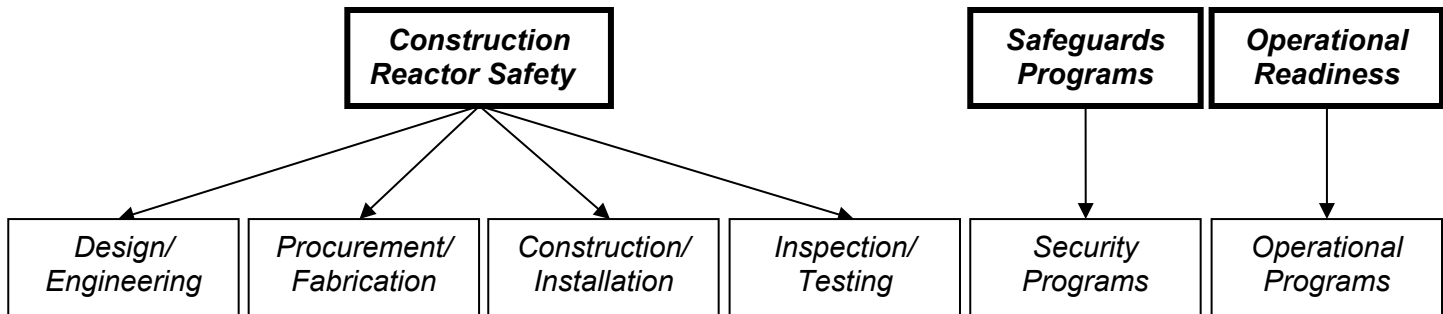 Construction
Reactor Safety
Safeguards
Programs
Operational
Readiness
Design/
Engineering
Procurement/
Fabrication
Construction/
Installation
Inspection/
Testing
Security
Programs
Operational
Programs